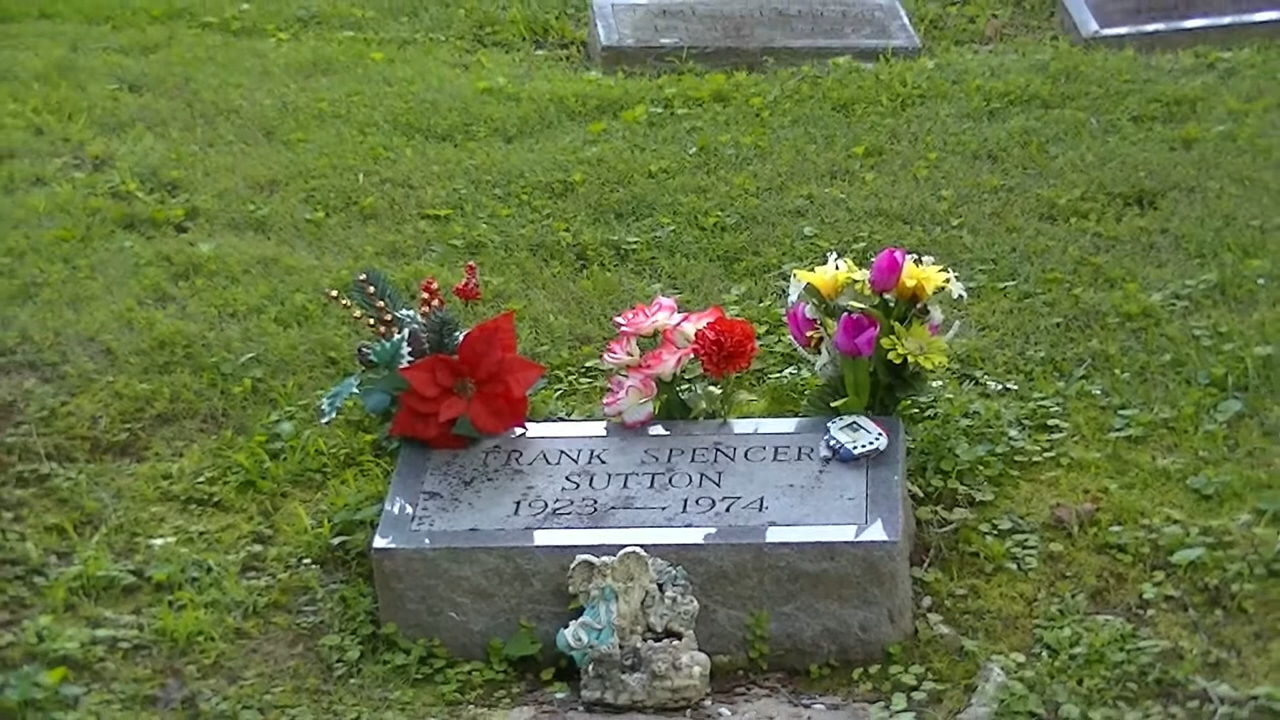 FRANK SPENCER
SUTTON
1923 — 1974